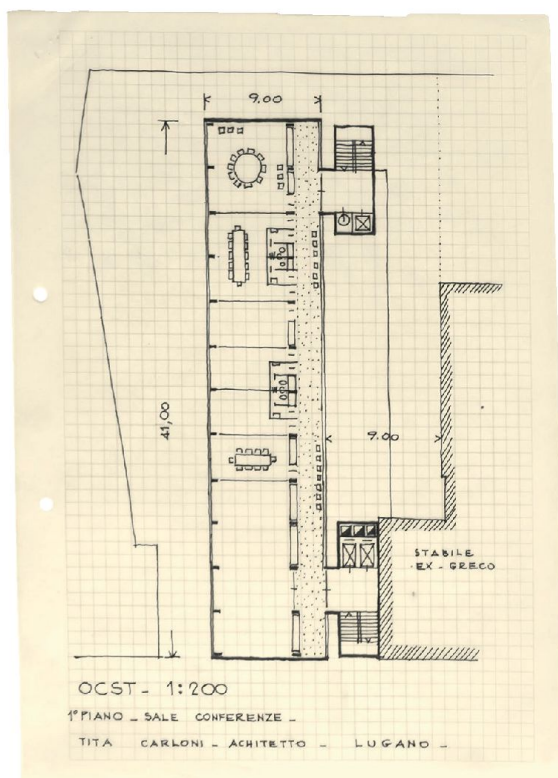 9.00
41,00
9.00
STABILE
EX - GRECO
OCST - 1:200
1° PIANO - SALE CONFERENZE -
TITA CARLONI - ACHITETTO - LUGANO -